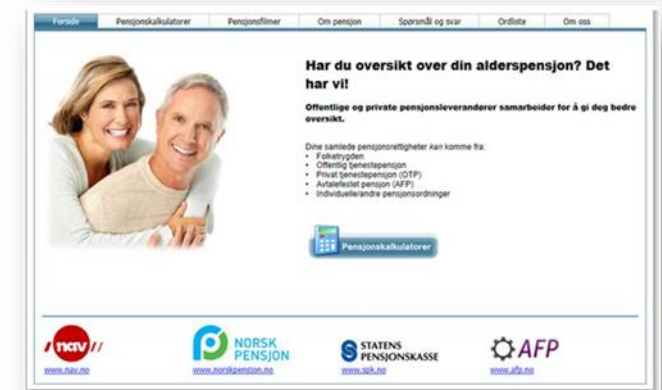 Forside Pensjonskalkulatorer Pensjonsfilmer Om pensjon Spørsmål og svar Ordliste Om oss
Har du oversikt over din alderspensjon? Det
har vi!
Offentlige og private pensjonsleverandører samarbeider for å gi deg bedre
oversikt.
Dine samlede pensjonsrettigheter kan komme fra:
• Folketrygden
• Offentlig tjenestepensjon
• Privat tjenestepensjon (OTP)
• Avtalefestet pensjon (AFP)
• Individuelle/andre pensjonsordninger
Pensjonskalkulatorer
nav
www.nav.no
NORSK
PENSJON
www.norskpensjon.no
STATENS
PENSJONSKASSE
www.spk.no
AFP
www.afp.no